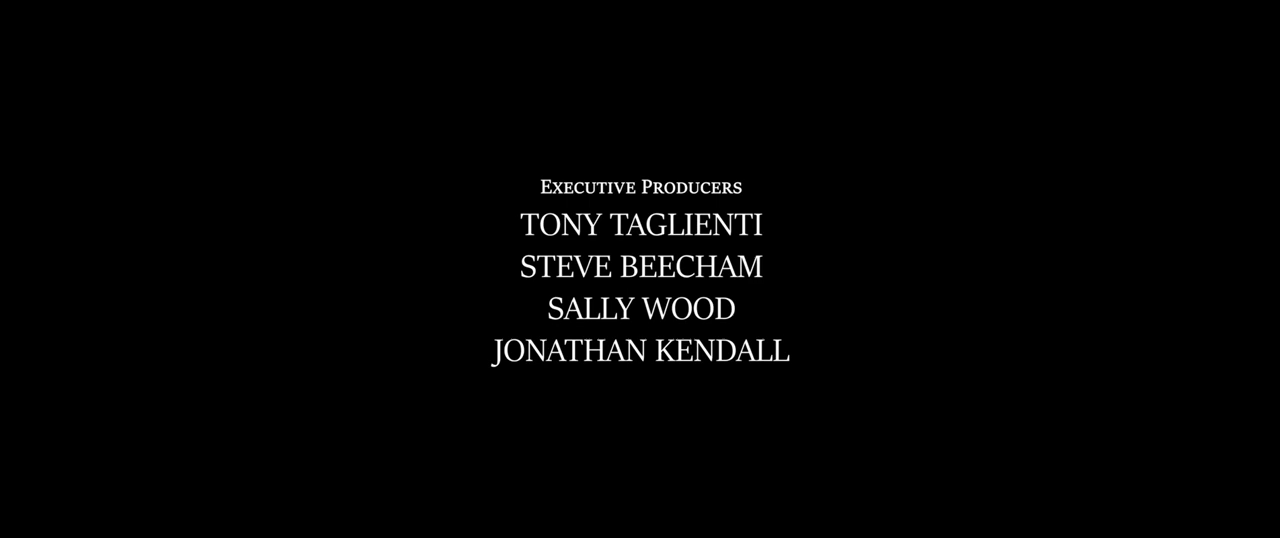 Executive Producers
TONY TAGLIENTI
STEVE BEECHAM
SALLY WOOD
JONATHAN KENDALL